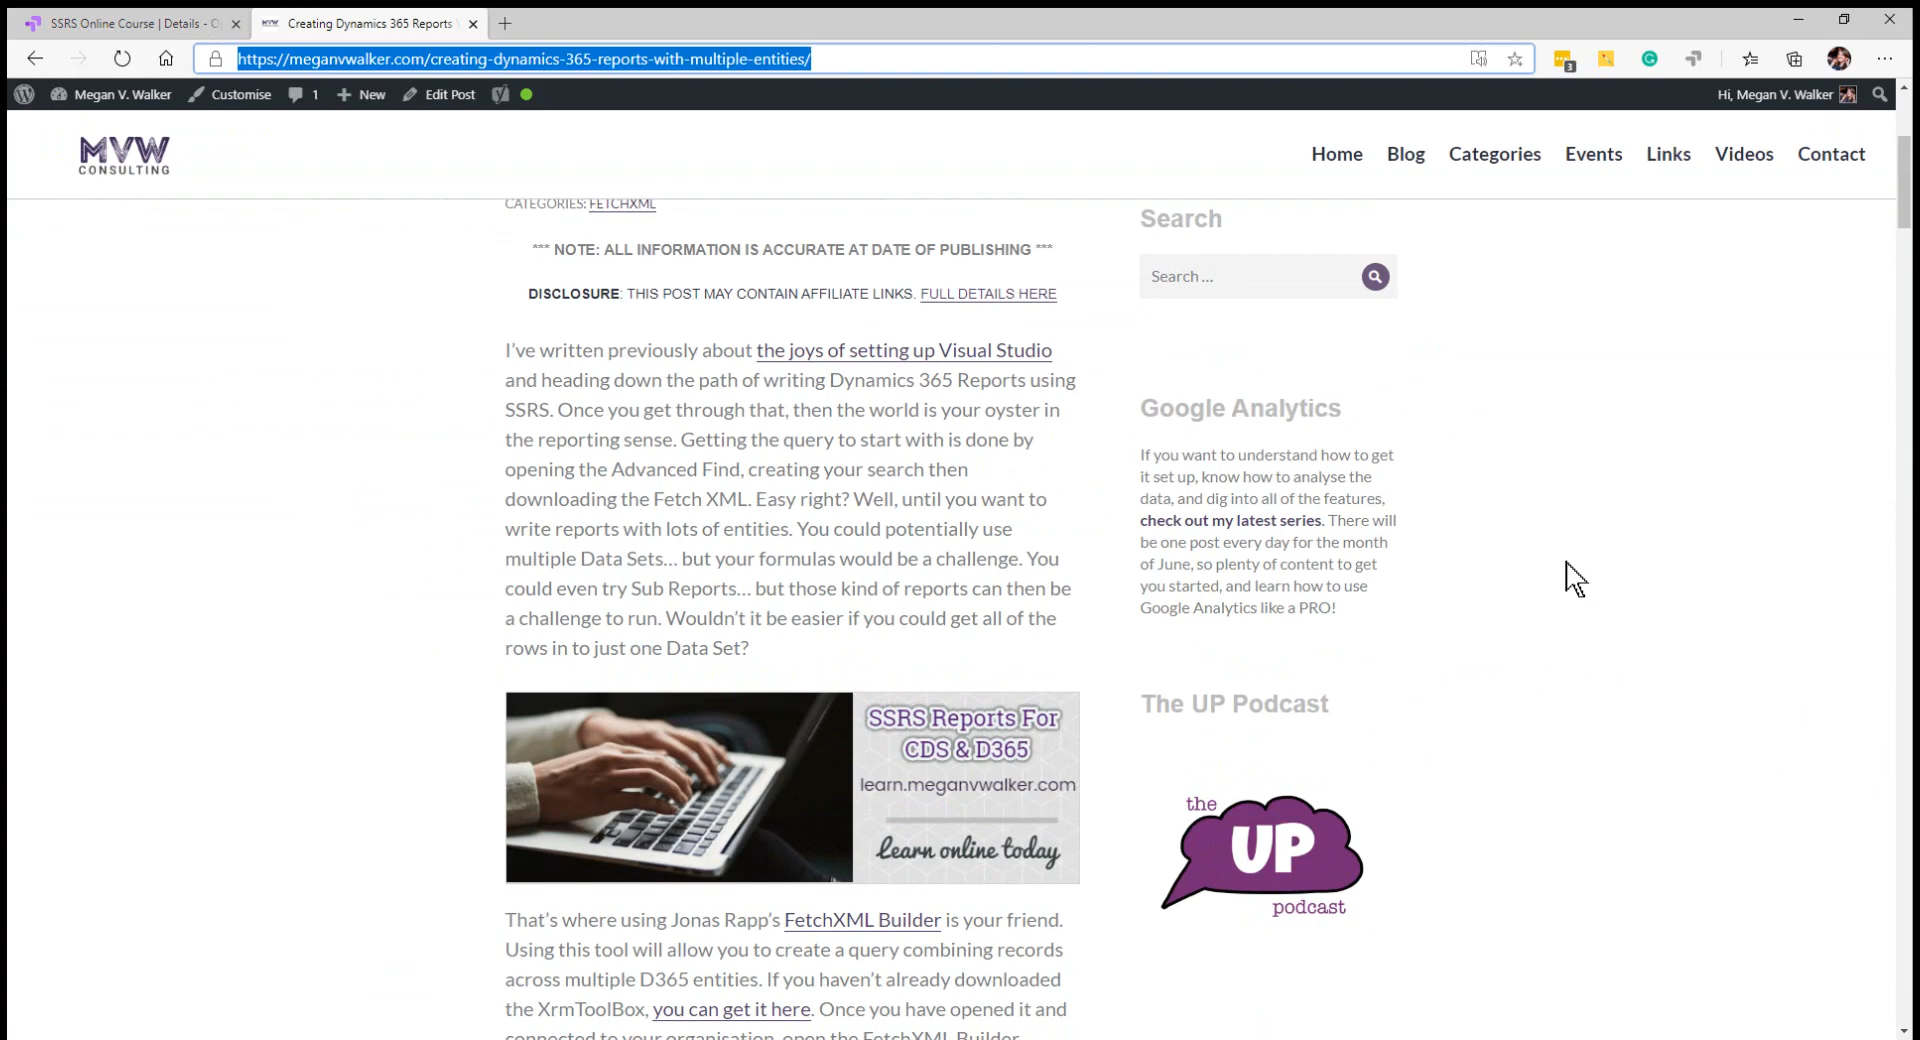 SSRS Online Course | Details - O
Creating Dynamics 365 Reports
https://meganvwalker.com/creating-dynamics-365-reports-with-multiple-entities/
3
Megan V. Walker
Customise
1
New
Edit Post
Hi, Megan V. Walker
MVW
CONSULTING
Home
Blog
Categories
Events
Links
Videos
Contact
CATEGORIES: FETCHXML
*** NOTE: ALL INFORMATION IS ACCURATE AT DATE OF PUBLISHING ***
DISCLOSURE: THIS POST MAY CONTAIN AFFILIATE LINKS. FULL DETAILS HERE
I've written previously about the joys of setting up Visual Studio
and heading down the path of writing Dynamics 365 Reports using
SSRS. Once you get through that, then the world is your oyster in
the reporting sense. Getting the query to start with is done by
opening the Advanced Find, creating your search then
downloading the Fetch XML. Easy right? Well, until you want to
write reports with lots of entities. You could potentially use
multiple Data Sets... but your formulas would be a challenge. You
could even try Sub Reports... but those kind of reports can then be
a challenge to run. Wouldn't it be easier if you could get all of the
rows in to just one Data Set?
SSRS Reports For
CDS & D365
learn.meganvwalker.com
Learn online today
That's where using Jonas Rapp's FetchXML Builder is your friend.
Using this tool will allow you to create a query combining records
across multiple D365 entities. If you haven't already downloaded
the XrmToolBox, you can get it here. Once you have opened it and
connected to your organisation, open the FetchXML Builder
Search
Search ...
Google Analytics
If you want to understand how to get
it set up, know how to analyse the
data, and dig into all of the features,
check out my latest series. There will
be one post every day for the month
of June, so plenty of content to get
you started, and learn how to use
Google Analytics like a PRO!
The UP Podcast
the
UP
podcast